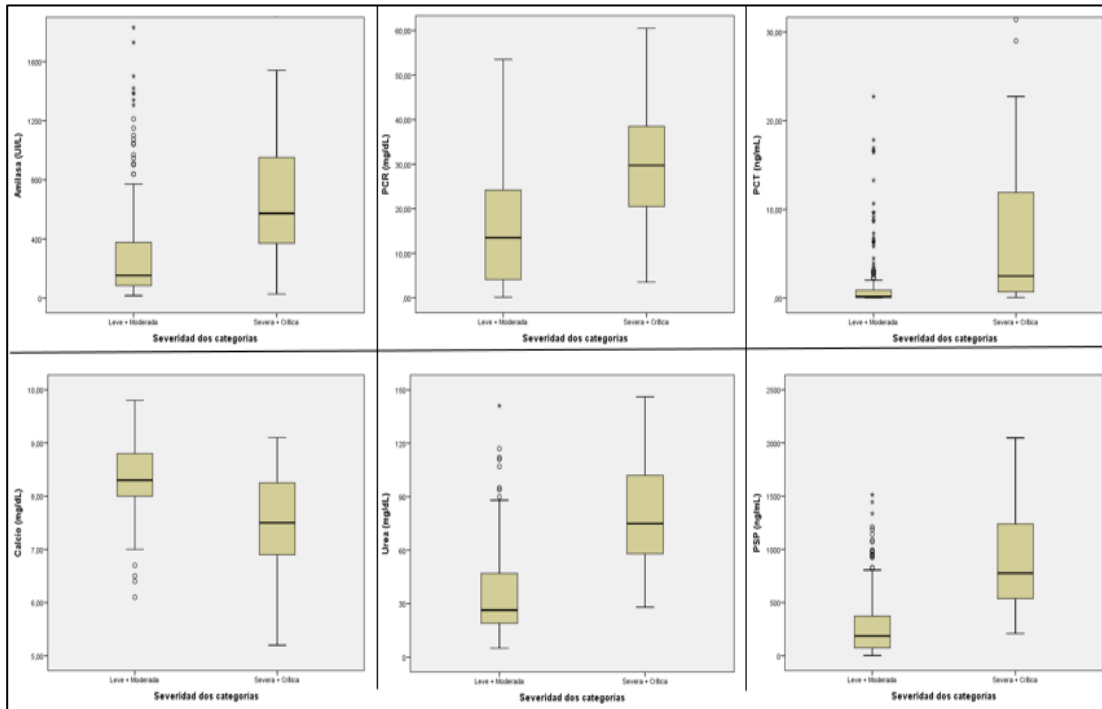 Amilasa (UI/L)
1600
1200
800
400
0
Leve + Moderada Severa + Crítica
Severidad dos categorías
PCR (mg/dL)
60,00
50,00
40,00
30,00
20,00
10,00
,00
Leve + Moderada Severa + Crítica
Severidad dos categorías
PCT (ng/mL)
30,00
20,00
10,00
,00
Leve + Moderada Severa + Crítica
Severidad dos categorías
Calcio (mg/dL)
10,00
9,00
8,00
7,00
6,00
5,00
Leve + Moderada Severa + Crítica
Severidad dos categorías
Urea (mg/dL)
150
120
90
60
30
0
Leve + Moderada Severa + Crítica
Severidad dos categorías
PSP (ng/mL)
2500
2000
1500
1000
500
0
Leve + Moderada Severa + Crítica
Severidad dos categorías